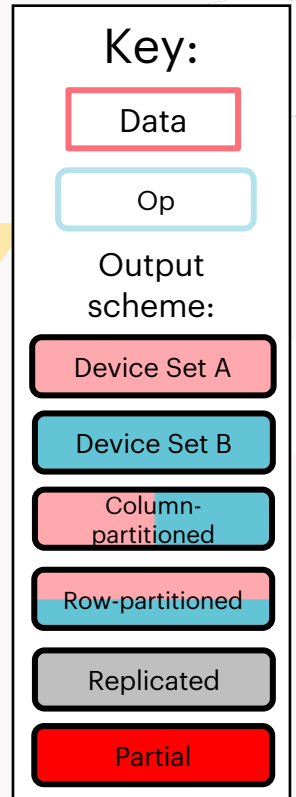 Key:
Data
Op
Output
scheme:
Device Set A
Device Set B
Column-
partitioned
Row-partitioned
Replicated
Partial